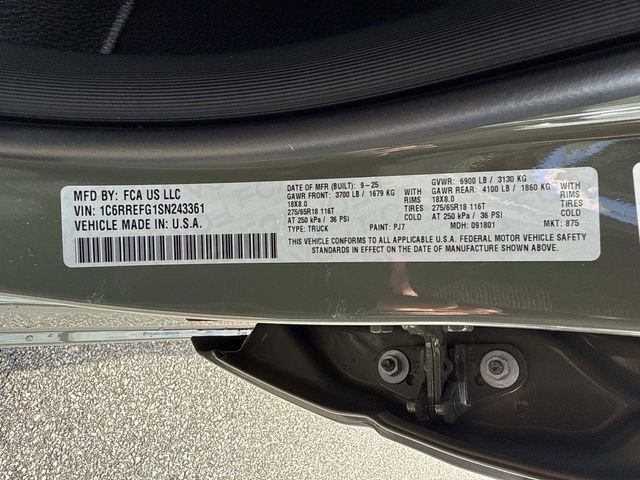 MFD BY: FCA US LLC
VIN: 1C6RREFG1SN243361
VEHICLE MADE IN U.S.A.
DATE OF MFR (BUILT): 9-25
GAWR FRONT: 3700 LB / 1679 KG WITH
18X8.0 RIMS
275/65R18 116T TIRES
AT 250 kPA / 36 PSI
TYPE: TRUCK PAINT: PJ7
GVWR: 6900 LB / 3130 KG
GAWR REAR: 4100 LB / 1860 KG WITH
18X8.0 RIMS
275/65R18 116T TIRES
AT 250 kPA / 36 PSI
MDH: 091801 MKT: 875
THIS VEHICLE CONFORMS TO ALL APPLICABLE U.S.A. FEDERAL MOTOR VEHICLE SAFETY
STANDARDS IN EFFECT ON THE DATE OF MANUFACTURE SHOWN ABOVE.